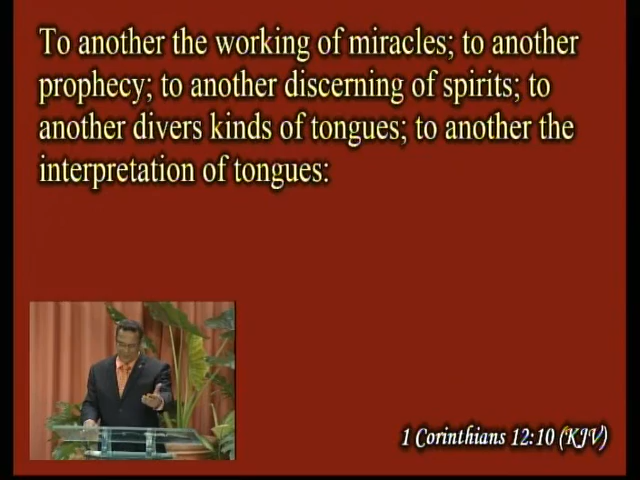 To another the working of miracles; to another
prophecy; to another discerning of spirits; to
another divers kinds of tongues; to another the
interpretation of tongues:
1 Corinthians 12:10 (KJV)